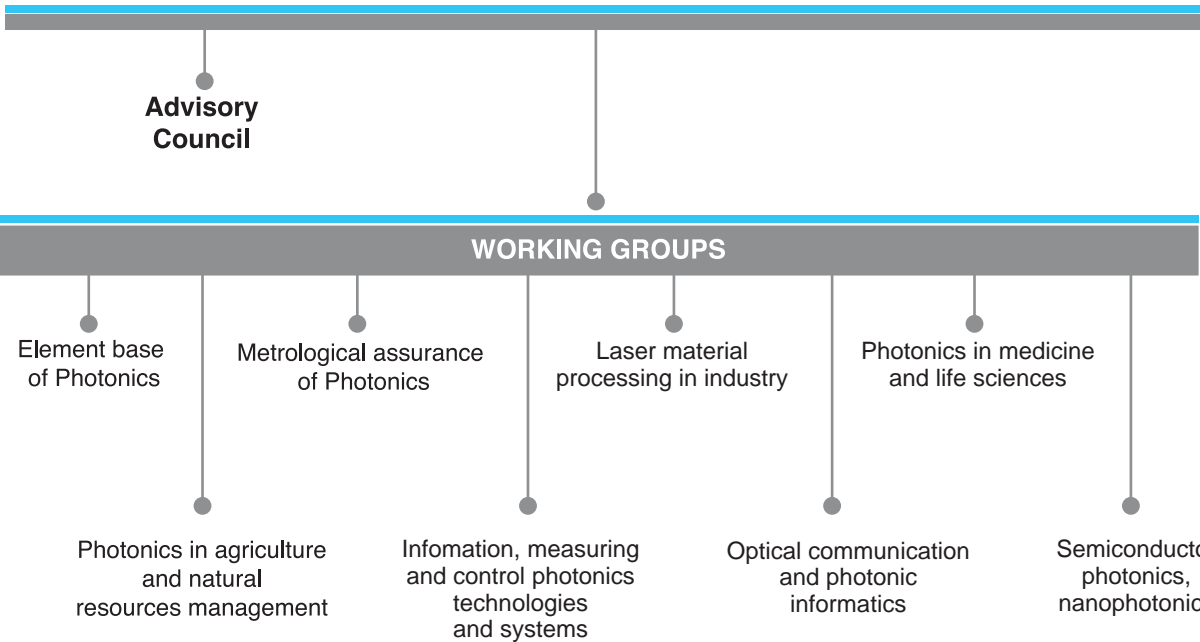 Advisory
Council
WORKING GROUPS
Element base
of Photonics
Metrological assurance
of Photonics
Laser material
processing in industry
Photonics in medicine
and life sciences
Photonics in agriculture
and natural
resources management
Infomation, measuring
and control photonics
technologies
and systems
Optical communication
and photonic
informatics
photonics,